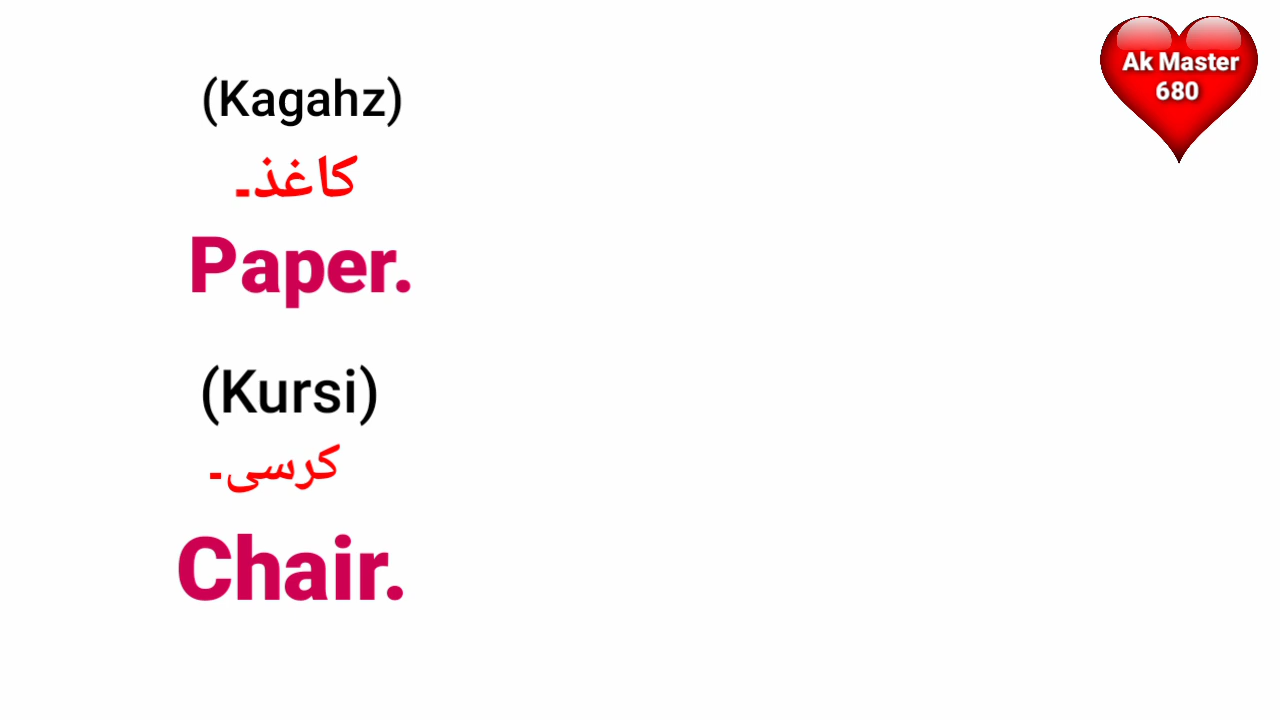 (Kagahz)
کاغذ۔
Paper.
(Kursi)
کرسی۔
Chair.
Ak Master
680